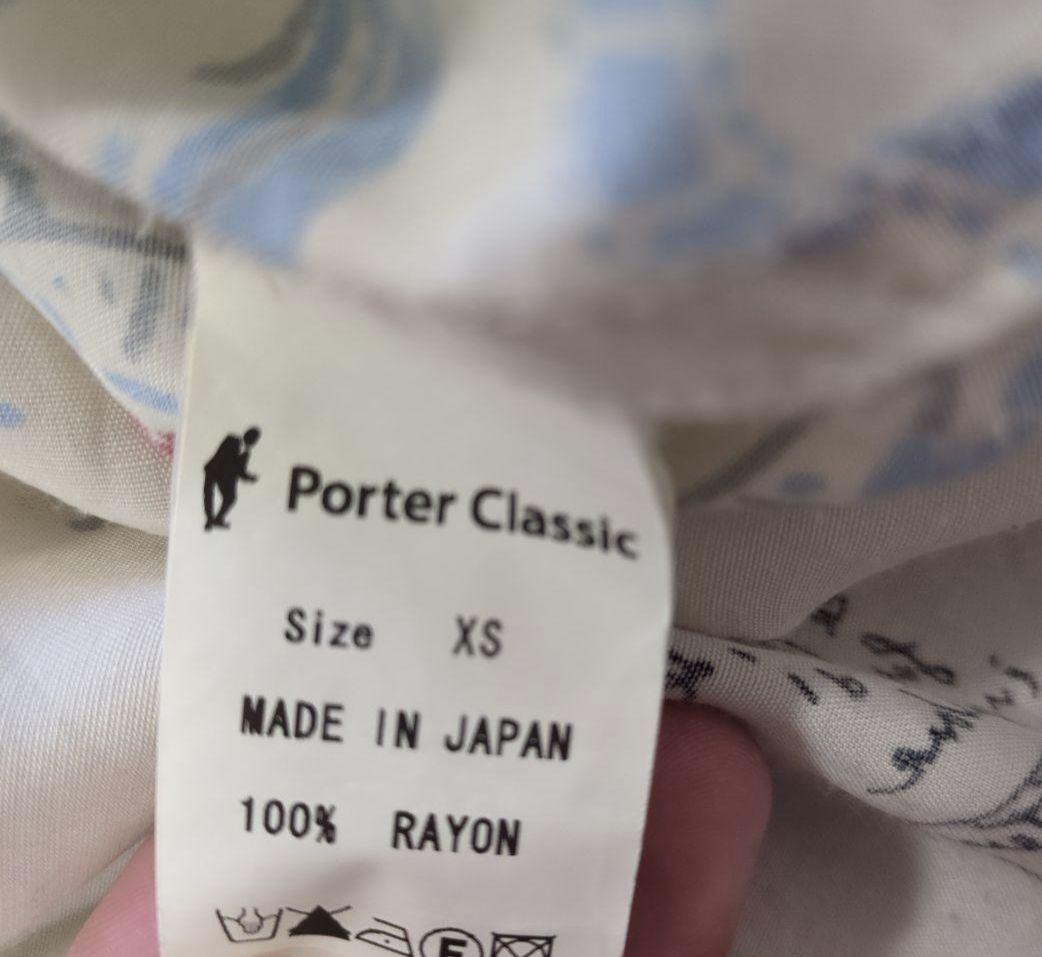 Porter Classic
Size XS
MADE IN JAPAN
100% RAYON
F